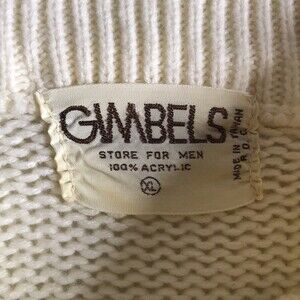 GIMBELS
STORE FOR MEN
100% ACRYLIC
XL
MADE IN TAIWAN
R.O.C.